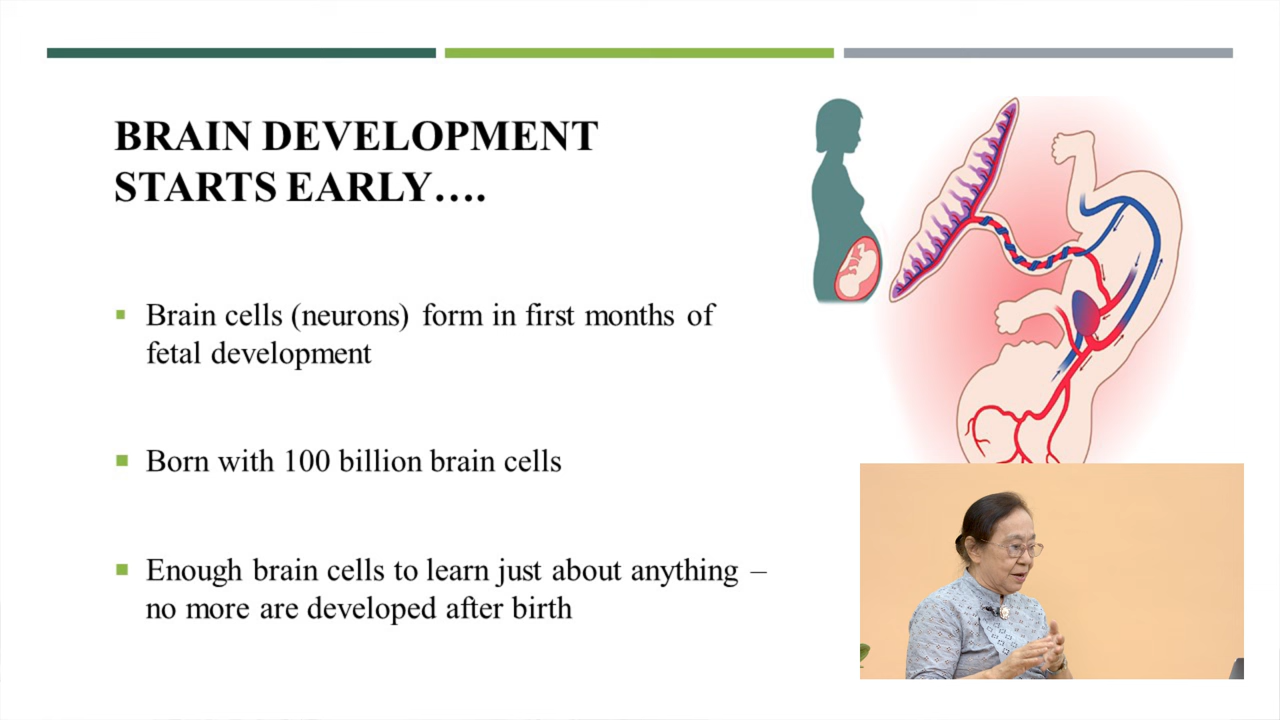 BRAIN DEVELOPMENT
STARTS EARLY….
Brain cells (neurons) form in first months of
fetal development
Born with 100 billion brain cells
Enough brain cells to learn just about anything –
no more are developed after birth